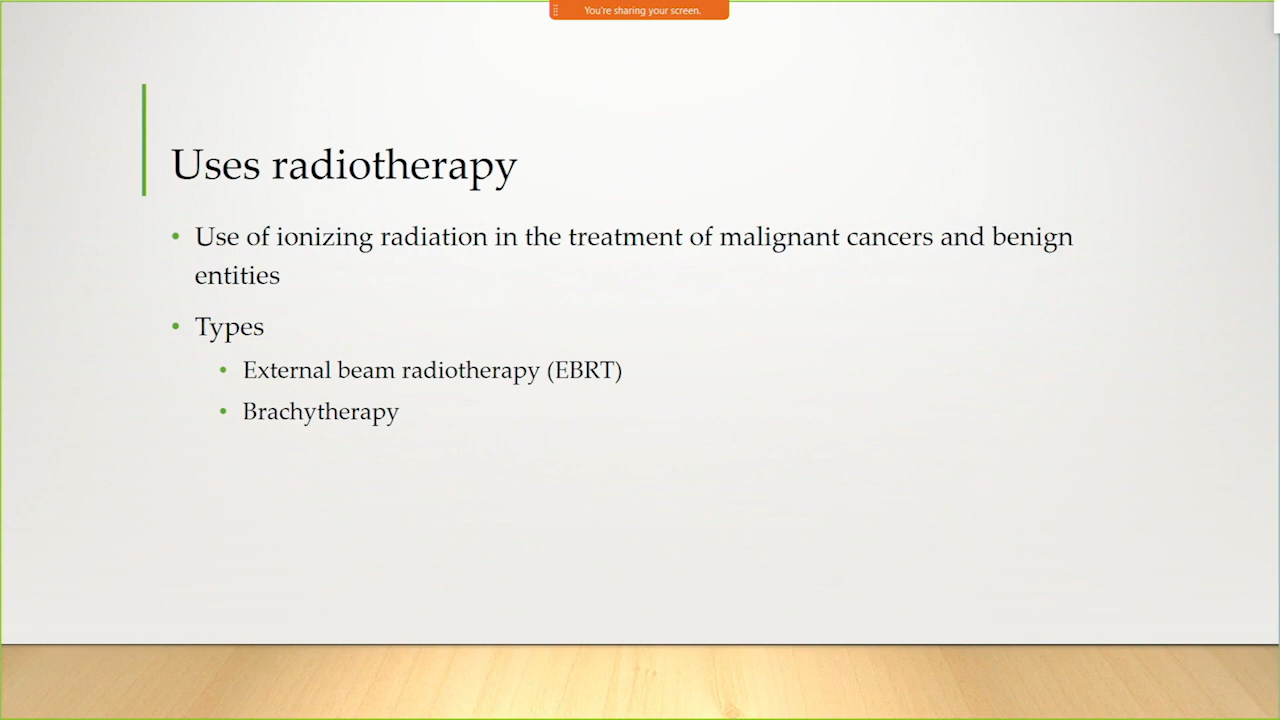 You're sharing your screen.
Uses radiotherapy
• Use of ionizing radiation in the treatment of malignant cancers and benign
entities
• Types
• External beam radiotherapy (EBRT)
• Brachytherapy